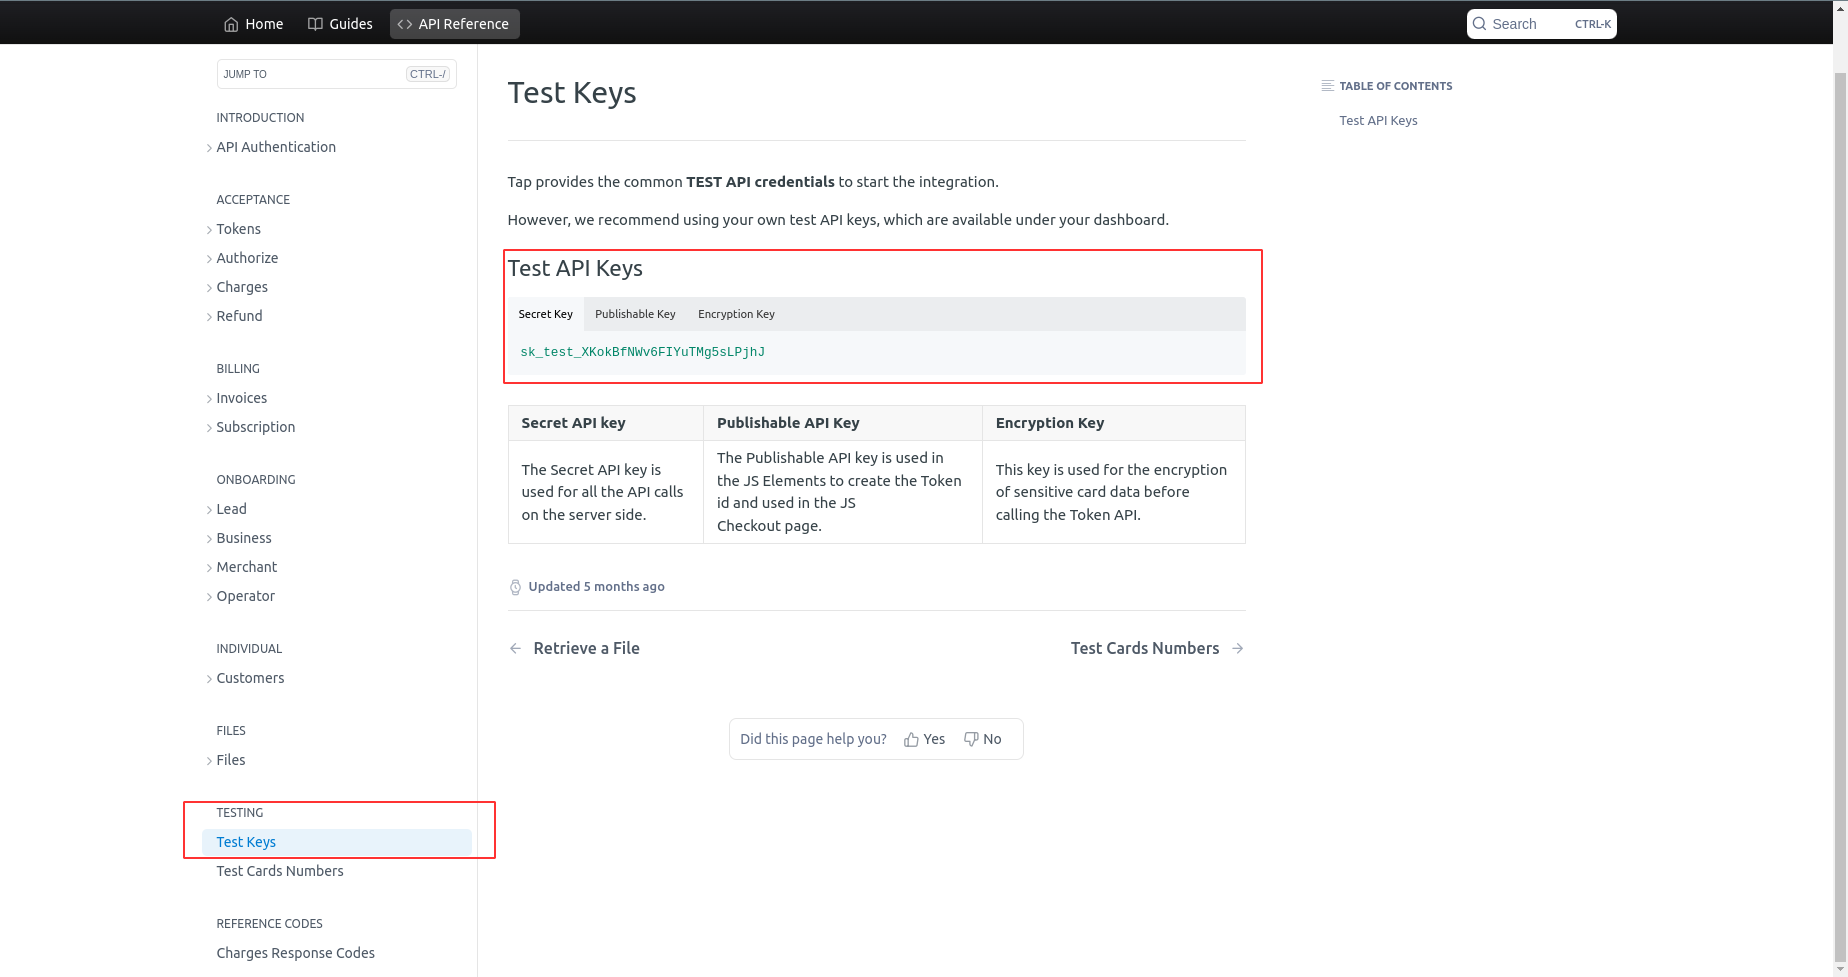 Home
Guides
API Reference
Search
CTRL-K
JUMP TO
CTRL-/
INTRODUCTION
API Authentication
ACCEPTANCE
Tokens
Authorize
Charges
Refund
BILLING
Invoices
Subscription
ONBOARDING
Lead
Business
Merchant
Operator
INDIVIDUAL
Customers
FILES
Files
TESTING
Test Keys
Test Cards Numbers
REFERENCE CODES
Charges Response Codes
Test Keys
Tap provides the common TEST API credentials to start the integration.
However, we recommend using your own test API keys, which are available under your dashboard.
Test API Keys
Secret Key
Publishable Key
Encryption Key
sk_test_XKokBfNWv6FIYuTMg5sLPjhJ
Secret API key
Publishable API Key
Encryption Key
The Secret API key is
used for all the API calls
on the server side.
The Publishable API key is used in
the JS Elements to create the Token
id and used in the JS
Checkout page.
This key is used for the encryption
of sensitive card data before
calling the Token API.
Updated 5 months ago
Retrieve a File
Test Cards Numbers
Did this page help you?
Yes
No
TABLE OF CONTENTS
Test API Keys